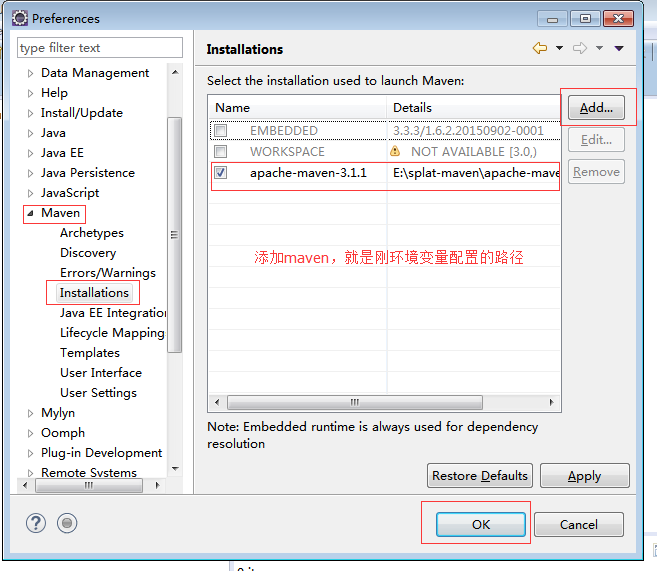 Preferences
type filter text
Data Management
Help
Install/Update
Java
Java EE
Java Persistence
JavaScript
Maven
Archetypes
Discovery
Errors/Warnings
Installations
Java EE Integration
Lifecycle Mapping
Templates
User Interface
User Settings
Mylyn
Oomph
Plug-in Development
Remote Systems
Installations
Select the installation used to launch Maven:
Name Details
EMBEDDED 3.3.3/1.6.2.20150902-0001
WORKSPACE NOT AVAILABLE [3.0,)
apache-maven-3.1.1 E:\splat-maven\apache-mave
添加maven，就是刚环境变量配置的路径
Add...
Edit...
Remove
Note: Embedded runtime is always used for dependency
resolution
Restore Defaults Apply
OK Cancel